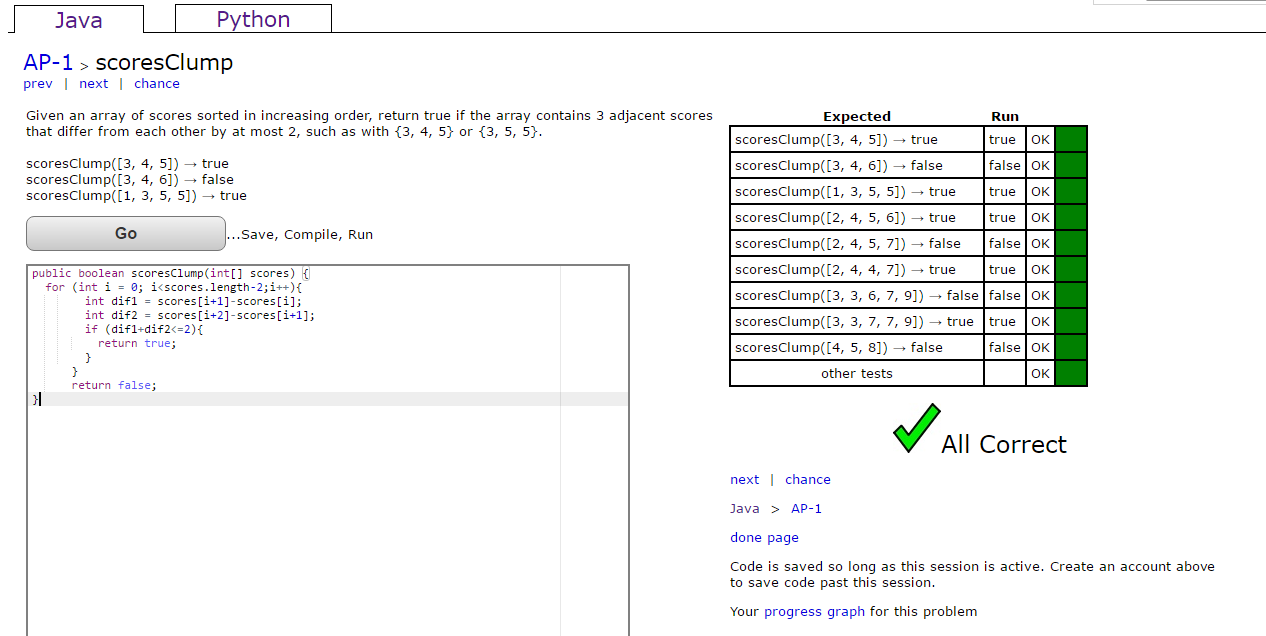 Java
Python
AP-1 > scoresClump
prev | next | chance
Given an array of scores sorted in increasing order, return true if the array contains 3 adjacent scores
that differ from each other by at most 2, such as with {3, 4, 5} or {3, 5, 5}.
scoresClump([3, 4, 5]) → true
scoresClump([3, 4, 6]) → false
scoresClump([1, 3, 5, 5]) → true
Go
...Save, Compile, Run
public boolean scoresClump(int[] scores) {
for (int i = 0; i<scores.length-2;i++){
int dif1 = scores[i+1]-scores[i];
int dif2 = scores[i+2]-scores[i+1];
if (dif1+dif2<=2){
return true;
}
}
return false;
}
Expected Run
scoresClump([3, 4, 5]) → true true OK
scoresClump([3, 4, 6]) → false false OK
scoresClump([1, 3, 5, 5]) → true true OK
scoresClump([2, 4, 5, 6]) → true true OK
scoresClump([2, 4, 5, 7]) → false false OK
scoresClump([2, 4, 4, 7]) → true true OK
scoresClump([3, 3, 6, 7, 9]) → false false OK
scoresClump([3, 3, 7, 7, 9]) → true true OK
scoresClump([4, 5, 8]) → false false OK
other tests OK
All Correct
next | chance
Java > AP-1
done page
Code is saved so long as this session is active. Create an account above
to save code past this session.
Your progress graph for this problem